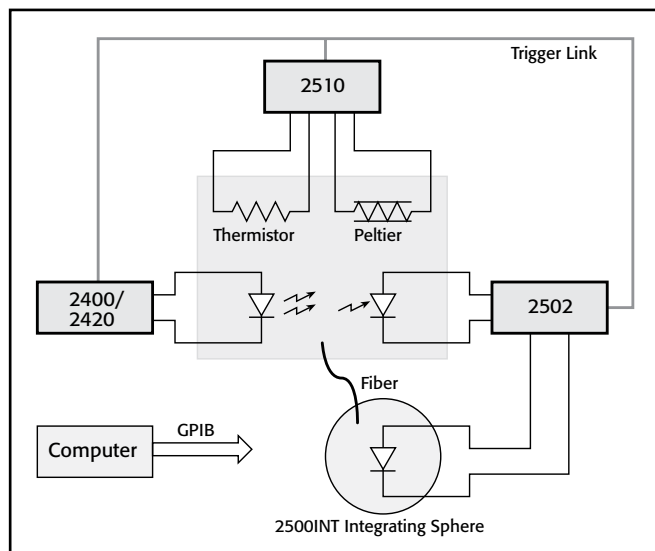 Trigger Link
2510
Thermistor
Peltier
2400/
2420
2502
Fiber
Computer
GPIB
2500INT Integrating Sphere